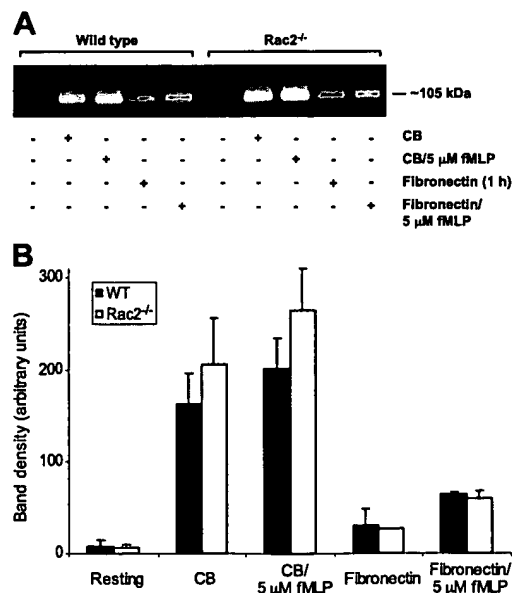 A
Wild type Rac2-/-
~105 kDa
- + - - - - + - - - CB
- - + - - - - + - - CB/5 μM fMLP
- - - + - - - - + - Fibronectin (1 h)
- - - - + - - - - + Fibronectin/
5 μM fMLP
B
Band density (arbitrary units)
300
200
100
0
WT
Rac2-/-
Resting CB CB/ Fibronectin Fibronectin/
5 μM fMLP 5 μM fMLP